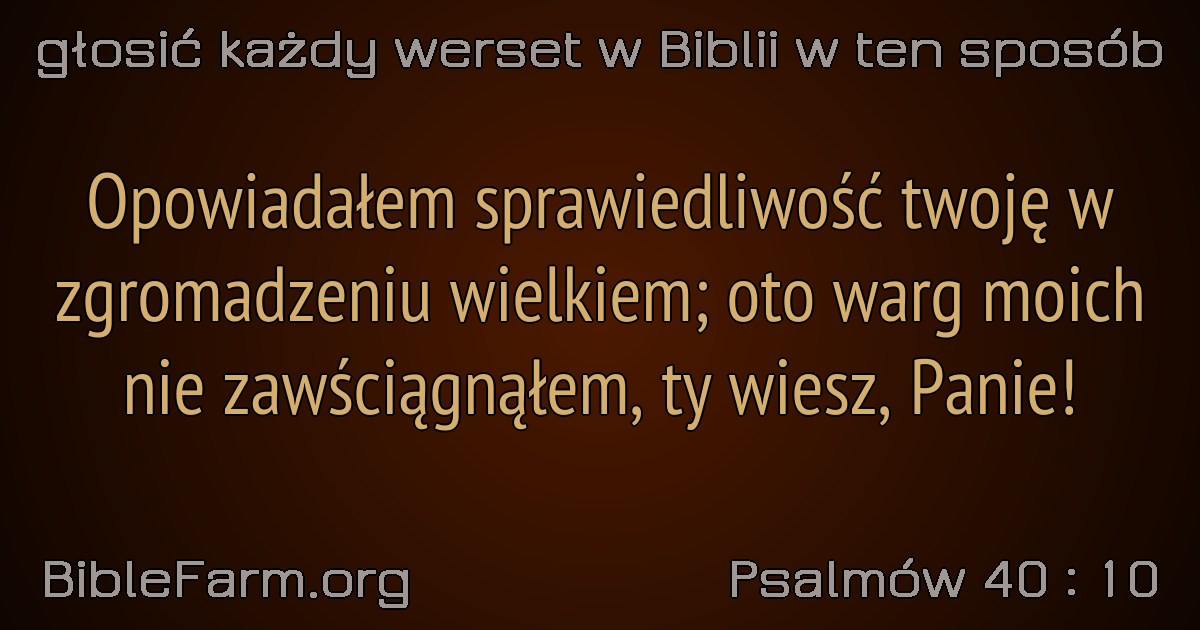 głosić każdy werset w Biblii w ten sposób
Opowiadałem sprawiedliwość twoję w
zgromadzeniu wielkiem; oto warg moich
nie zawściągnąłem, ty wiesz, Panie!
BibleFarm.org
Psalmów 40 : 10